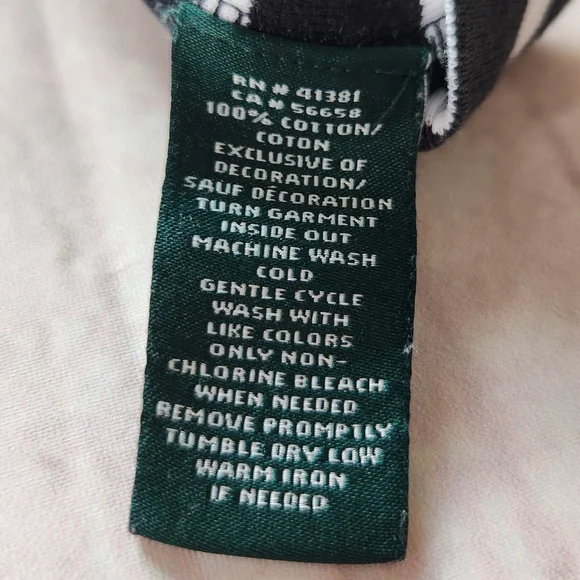 RN # 41381
CA # 56658
100% COTTON/
COTON
EXCLUSIVE OF
DECORATION/
SAUF DÉCORATION
TURN GARMENT
INSIDE OUT
MACHINE WASH
COLD
GENTLE CYCLE
WASH WITH
LIKE COLORS
ONLY NON-
CHLORINE BLEACH
WHEN NEEDED
REMOVE PROMPTLY
TUMBLE DRY LOW
WARM IRON
IF NEEDED